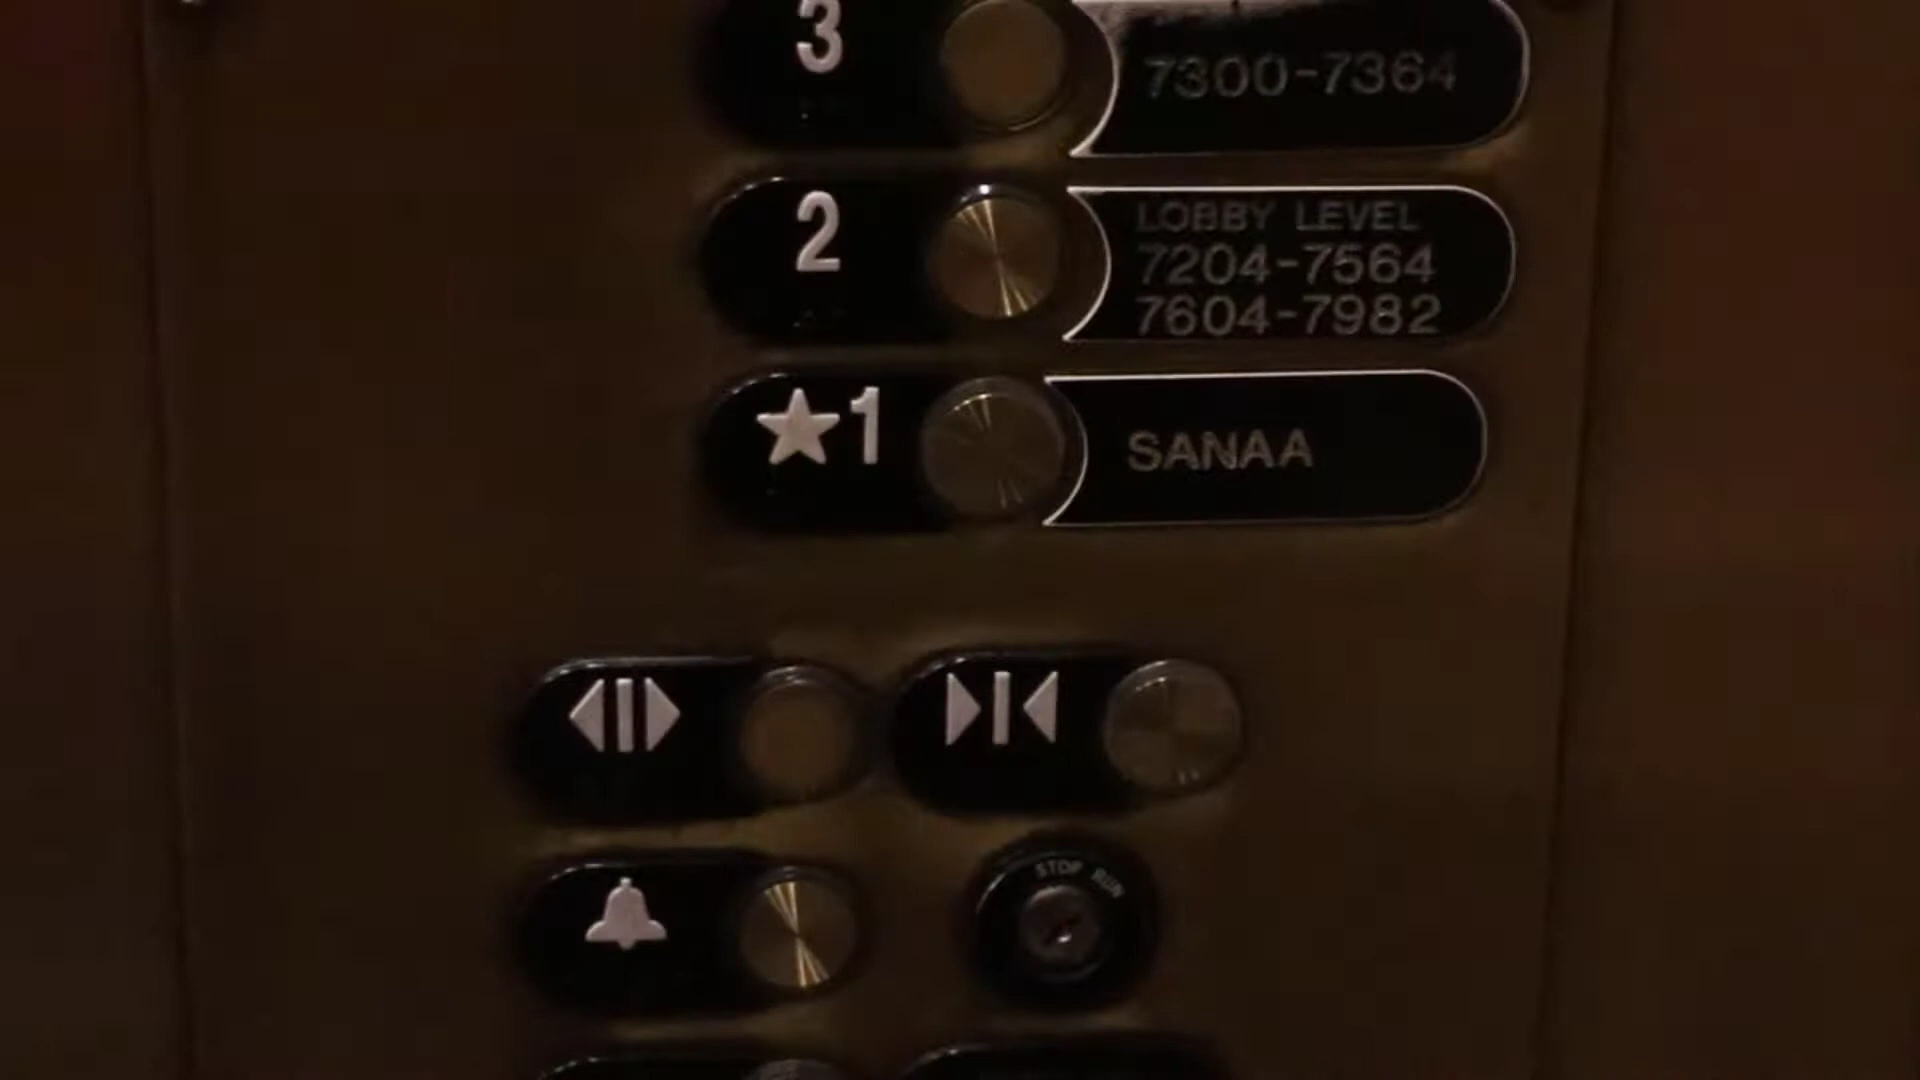 3
7300-7364
2
LOBBY LEVEL
7204-7564
7604-7982
★1
SANAA
STOP RUN